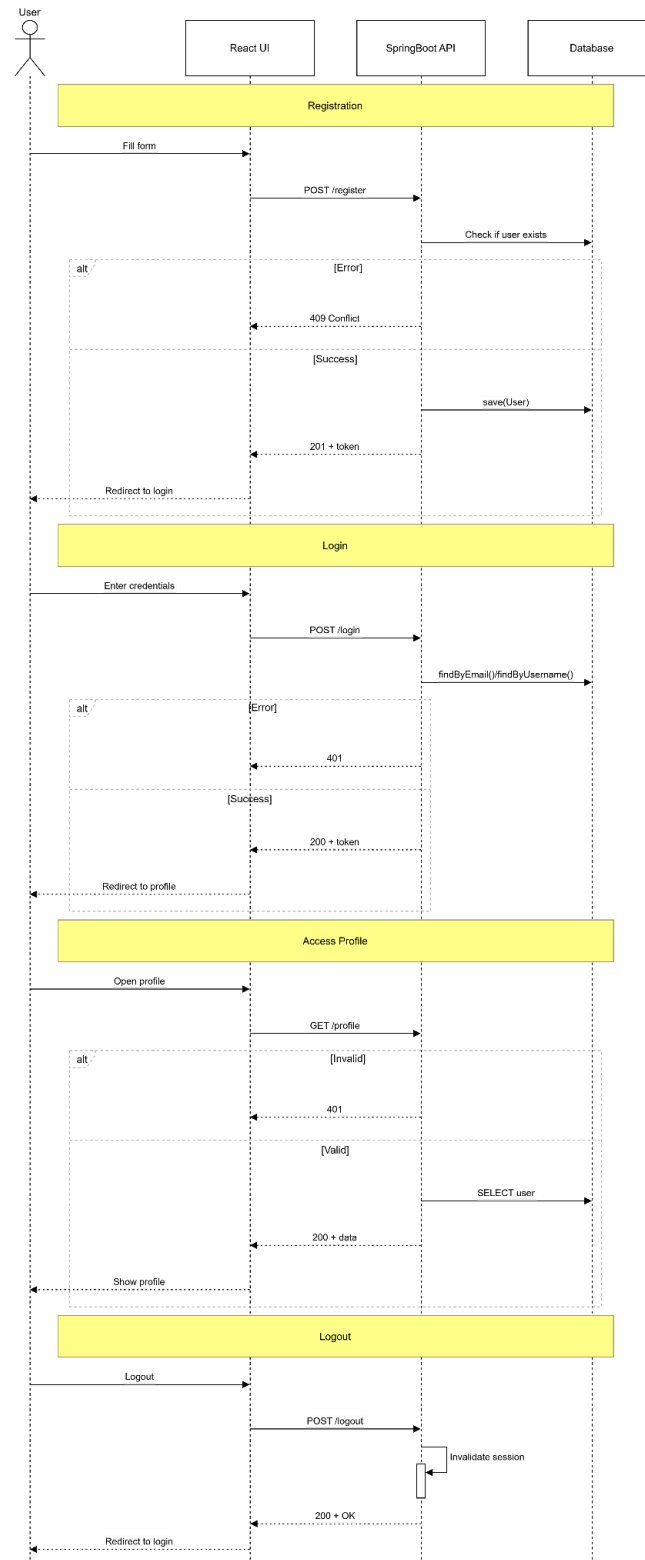 User
React UI
SpringBoot API
Database
Registration
Fill form
POST /register
Check if user exists
alt
[Error]
409 Conflict
[Success]
save(User)
201 + token
Redirect to login
Login
Enter credentials
POST /login
findByEmail()/findByUsername()
alt
[Error]
401
[Success]
200 + token
Redirect to profile
Access Profile
Open profile
GET /profile
alt
[Invalid]
401
[Valid]
SELECT user
200 + data
Show profile
Logout
Logout
POST /logout
Invalidate session
200 + OK
Redirect to login